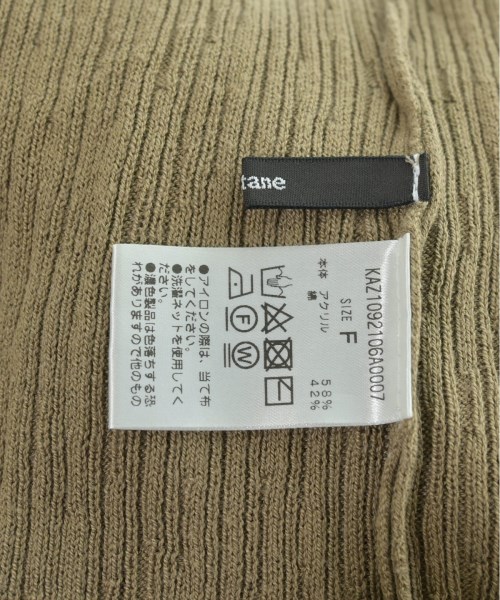 tane
KAZ1092106A0007
SIZE F
本体 アクリル 58%
綿 42%
F W
●アイロンの際は、当て布
をしてください。
●洗濯ネットを使用してく
ださい。
●濃色製品は色落ちする恐
れがありますので他のもの